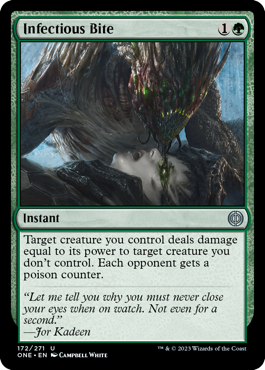 Infectious Bite 1
Instant
Target creature you control deals damage
equal to its power to target creature you
don't control. Each opponent gets a
poison counter.
"Let me tell you why you must never close
your eyes when on watch. Not even for a
second."
—Jor Kadeen
172/271 U
ONE • EN Campbell White
™ & © 2023 Wizards of the Coast